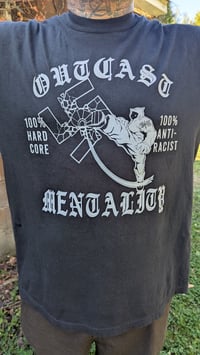 OUTCAST
100%
HARD
CORE
100%
ANTI-
RACIST
MENTALITY